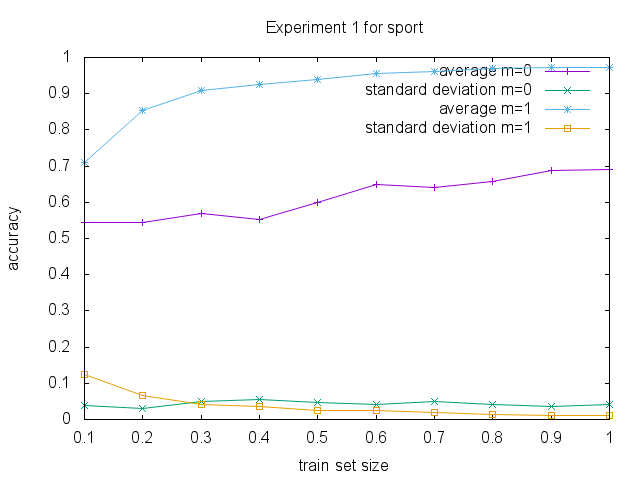 Experiment 1 for sport
1
0.9
0.8
0.7
0.6
0.5
0.4
0.3
0.2
0.1
0
accuracy
average m=0
standard deviation m=0
average m=1
standard deviation m=1
0.1 0.2 0.3 0.4 0.5 0.6 0.7 0.8 0.9 1
train set size